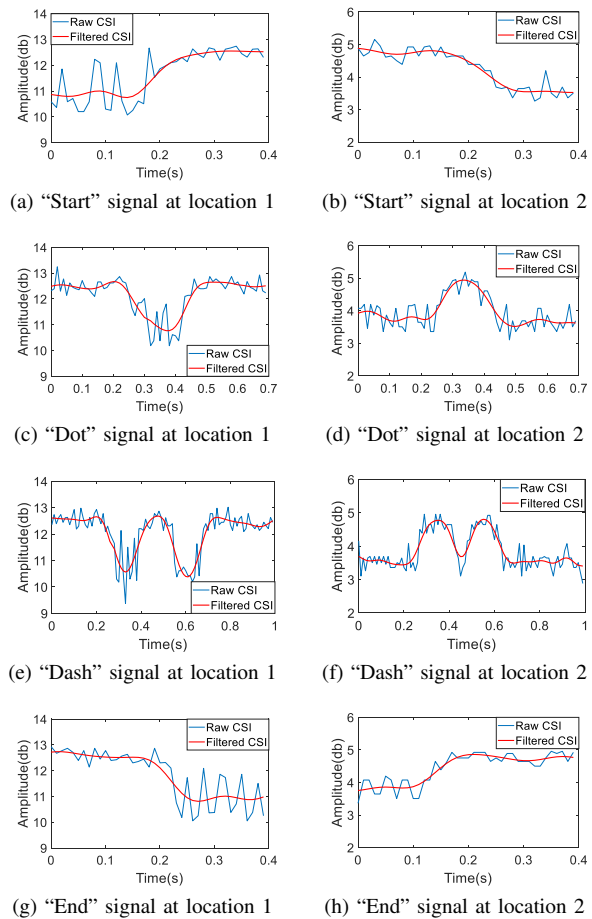 Raw CSI
Filtered CSI
Amplitude(db)
14
13
12
11
10
9
0 0.1 0.2 0.3 0.4
Time(s)
(a) “Start” signal at location 1
Raw CSI
Filtered CSI
Amplitude(db)
6
5
4
3
2
0 0.1 0.2 0.3 0.4
Time(s)
(b) “Start” signal at location 2
Amplitude(db)
14
13
12
11
10
9
Raw CSI
Filtered CSI
0 0.1 0.2 0.3 0.4 0.5 0.6 0.7
Time(s)
(c) “Dot” signal at location 1
Raw CSI
Filtered CSI
Amplitude(db)
6
5
4
3
2
0 0.1 0.2 0.3 0.4 0.5 0.6 0.7
Time(s)
(d) “Dot” signal at location 2
Amplitude(db)
14
13
12
11
10
9
Raw CSI
Filtered CSI
0 0.2 0.4 0.6 0.8 1
Time(s)
(e) “Dash” signal at location 1
Raw CSI
Filtered CSI
Amplitude(db)
6
5
4
3
2
0 0.2 0.4 0.6 0.8 1
Time(s)
(f) “Dash” signal at location 2
Raw CSI
Filtered CSI
Amplitude(db)
14
13
12
11
10
9
0 0.1 0.2 0.3 0.4
Time(s)
(g) “End” signal at location 1
Raw CSI
Filtered CSI
Amplitude(db)
6
5
4
3
2
0 0.1 0.2 0.3 0.4
Time(s)
(h) “End” signal at location 2